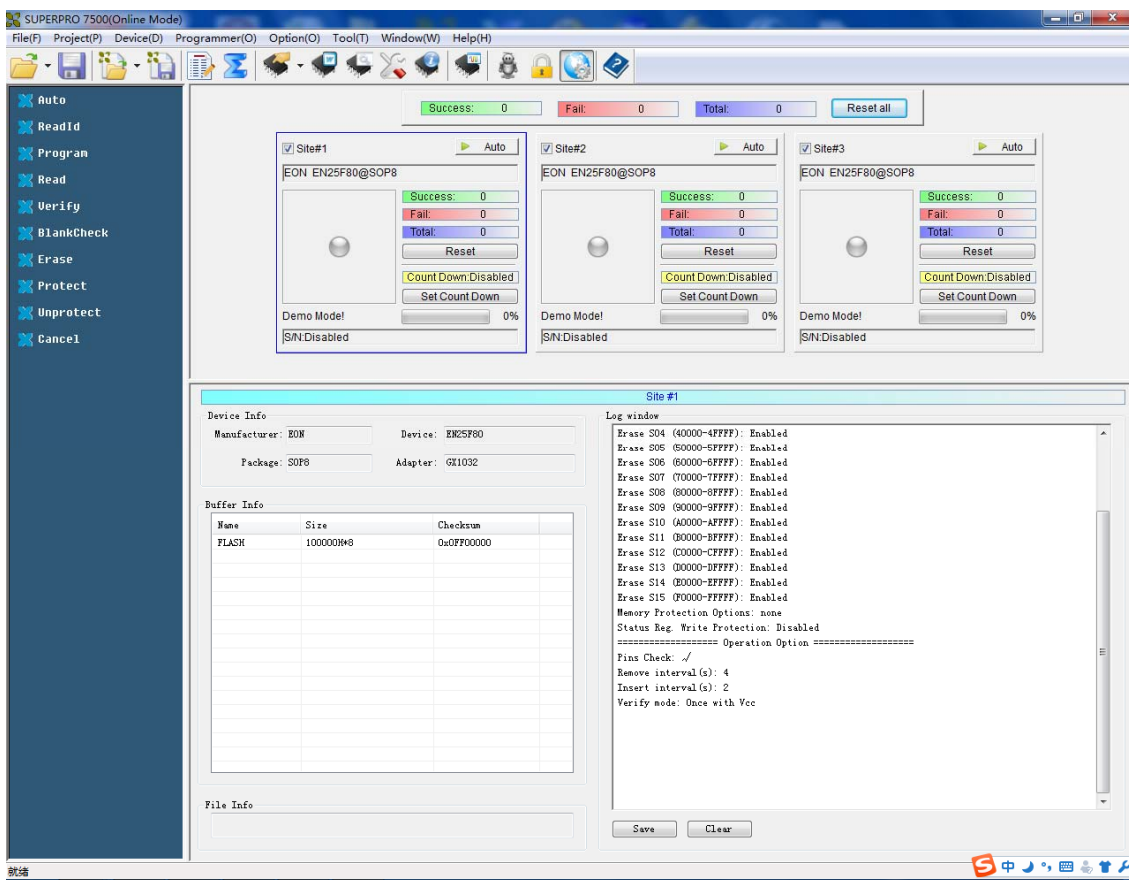 SUPERPRO 7500(Online Mode)
File(F) Project(P) Device(D) Programmer(O) Option(O) Tool(T) Window(W) Help(H)
Auto
ReadId
Program
Read
Verify
BlankCheck
Erase
Protect
Unprotect
Cancel
Success: 0 Fail: 0 Total: 0 Reset all
Site#1 Auto
EON EN25F80@SOP8
Success: 0
Fail: 0
Total: 0
Reset
Count Down:Disabled
Set Count Down
Demo Mode! 0%
S/N:Disabled
Site#2 Auto
EON EN25F80@SOP8
Success: 0
Fail: 0
Total: 0
Reset
Count Down:Disabled
Set Count Down
Demo Mode! 0%
S/N:Disabled
Site#3 Auto
EON EN25F80@SOP8
Success: 0
Fail: 0
Total: 0
Reset
Count Down:Disabled
Set Count Down
Demo Mode! 0%
S/N:Disabled
Site #1
Device Info
Manufacturer: EON Device: EN25F80
Package: SOP8 Adapter: GX1032
Buffer Info
Name Size Checksum
FLASH 100000H*8 0x0FF00000
File Info
Log window
Erase S04 (40000-4FFFF): Enabled
Erase S05 (50000-5FFFF): Enabled
Erase S06 (60000-6FFFF): Enabled
Erase S07 (70000-7FFFF): Enabled
Erase S08 (80000-8FFFF): Enabled
Erase S09 (90000-9FFFF): Enabled
Erase S10 (A0000-AFFFF): Enabled
Erase S11 (B0000-BFFFF): Enabled
Erase S12 (C0000-CFFFF): Enabled
Erase S13 (D0000-DFFFF): Enabled
Erase S14 (E0000-EFFFF): Enabled
Erase S15 (F0000-FFFFF): Enabled
Memory Protection Options: none
Status Reg. Write Protection: Disabled
=================== Operation Option ===================
Pins Check: √
Remove interval(s): 4
Insert interval(s): 2
Verify mode: Once with Vcc
Save Clear
就绪
S 中